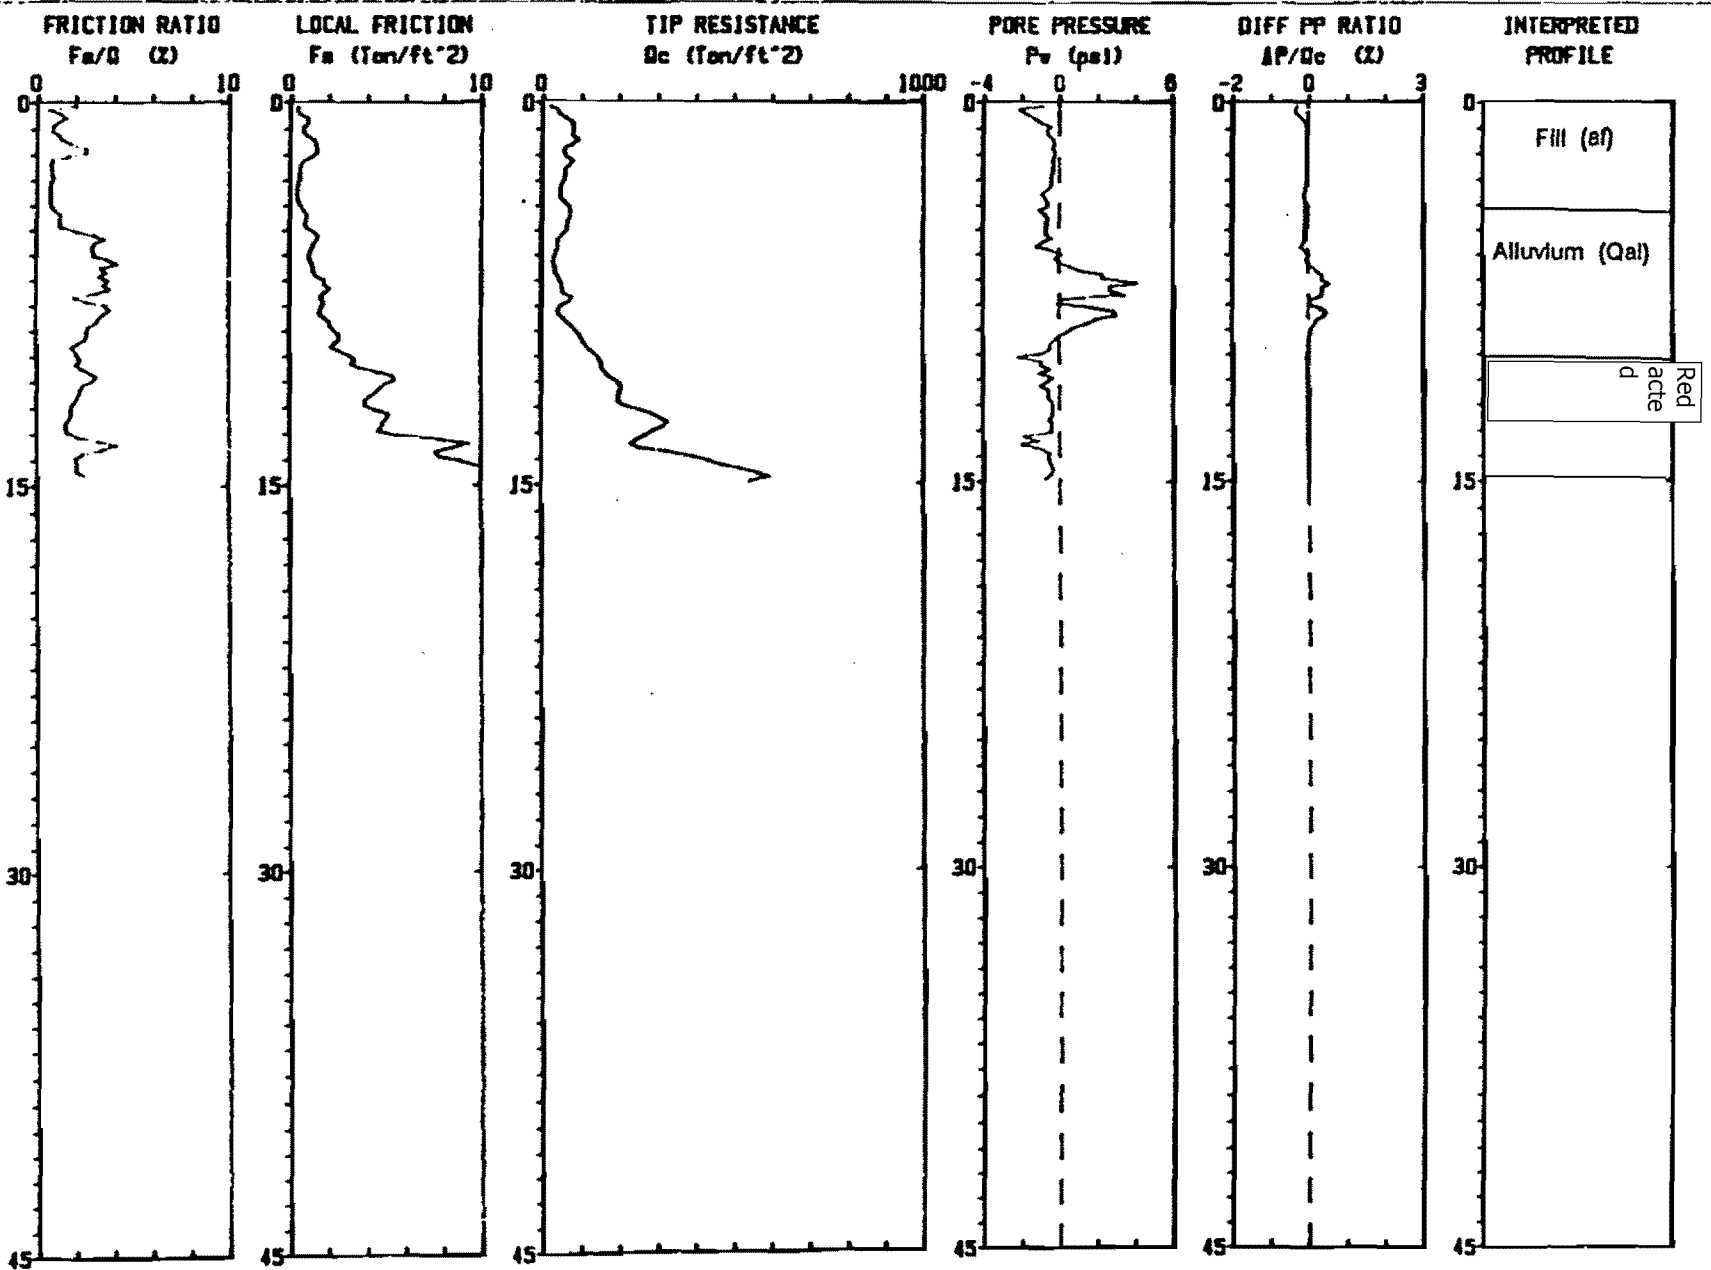 FRICTION RATIO
Fs/Q (%)
0 10
0
15
30
45
LOCAL FRICTION
Fs (Ton/ft^2)
0 10
0
15
30
45
TIP RESISTANCE
Qc (Ton/ft^2)
0 1000
0
15
30
45
PORE PRESSURE
Pw (psi)
-4 0 6
0
15
30
45
DIFF PP RATIO
ΔP/Qc (%)
-2 0 3
0
15
30
45
INTERPRETED
PROFILE
0
Fill (af)
Alluvium (Qal)
Red
acte
d
15
30
45